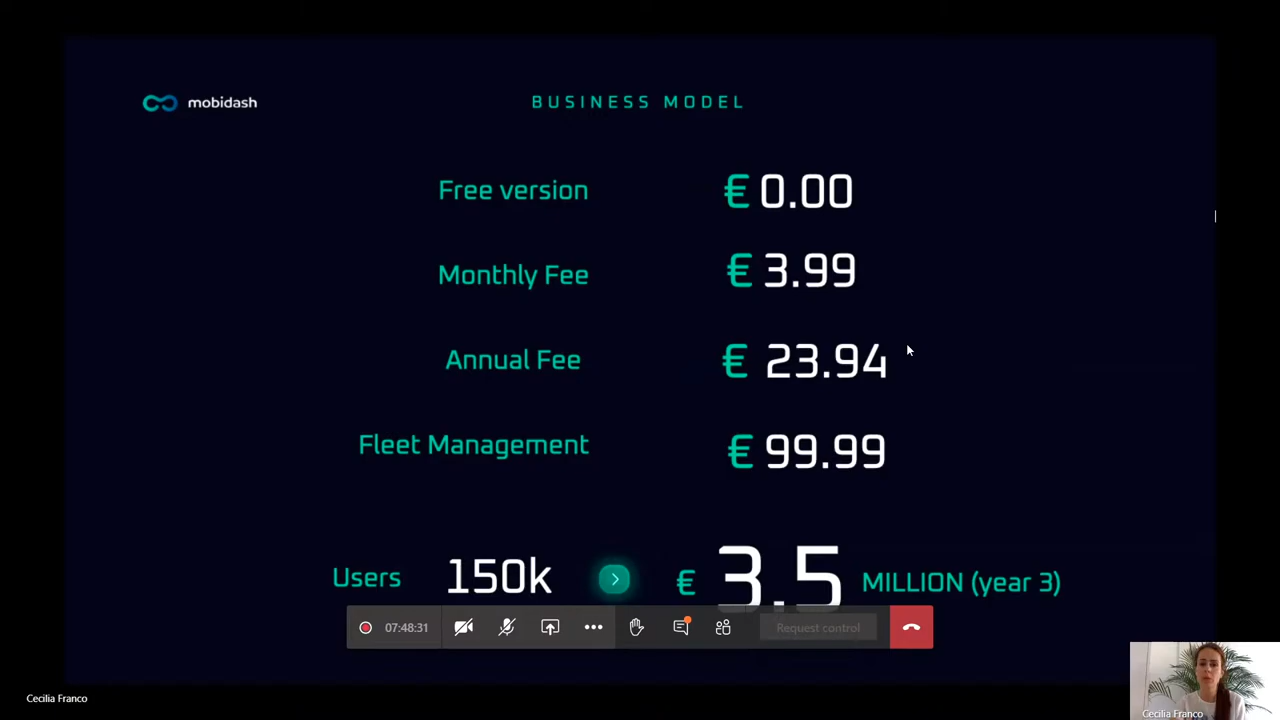 mobidash
BUSINESS MODEL
Free version € 0.00
Monthly Fee € 3.99
Annual Fee € 23.94
Fleet Management € 99.99
Users 150k € 3.5 MILLION (year 3)
07:48:31
Request control
Cecilia Franco
Cecilia Franco